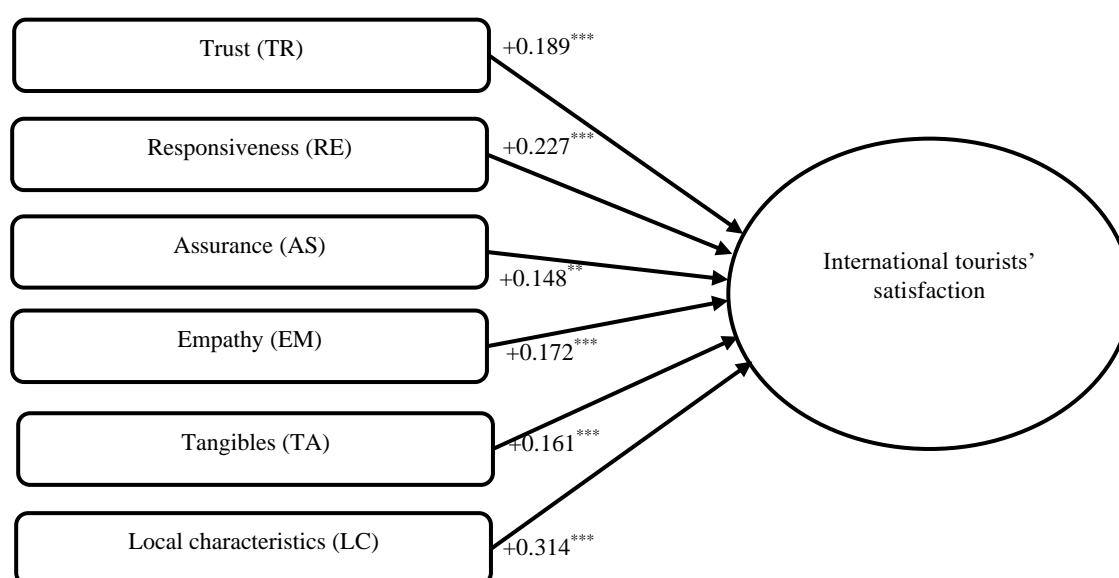 Trust (TR)
+0.189***
Responsiveness (RE)
+0.227***
Assurance (AS)
+0.148**
Empathy (EM)
+0.172***
Tangibles (TA)
+0.161***
Local characteristics (LC)
+0.314***
International tourists’
satisfaction